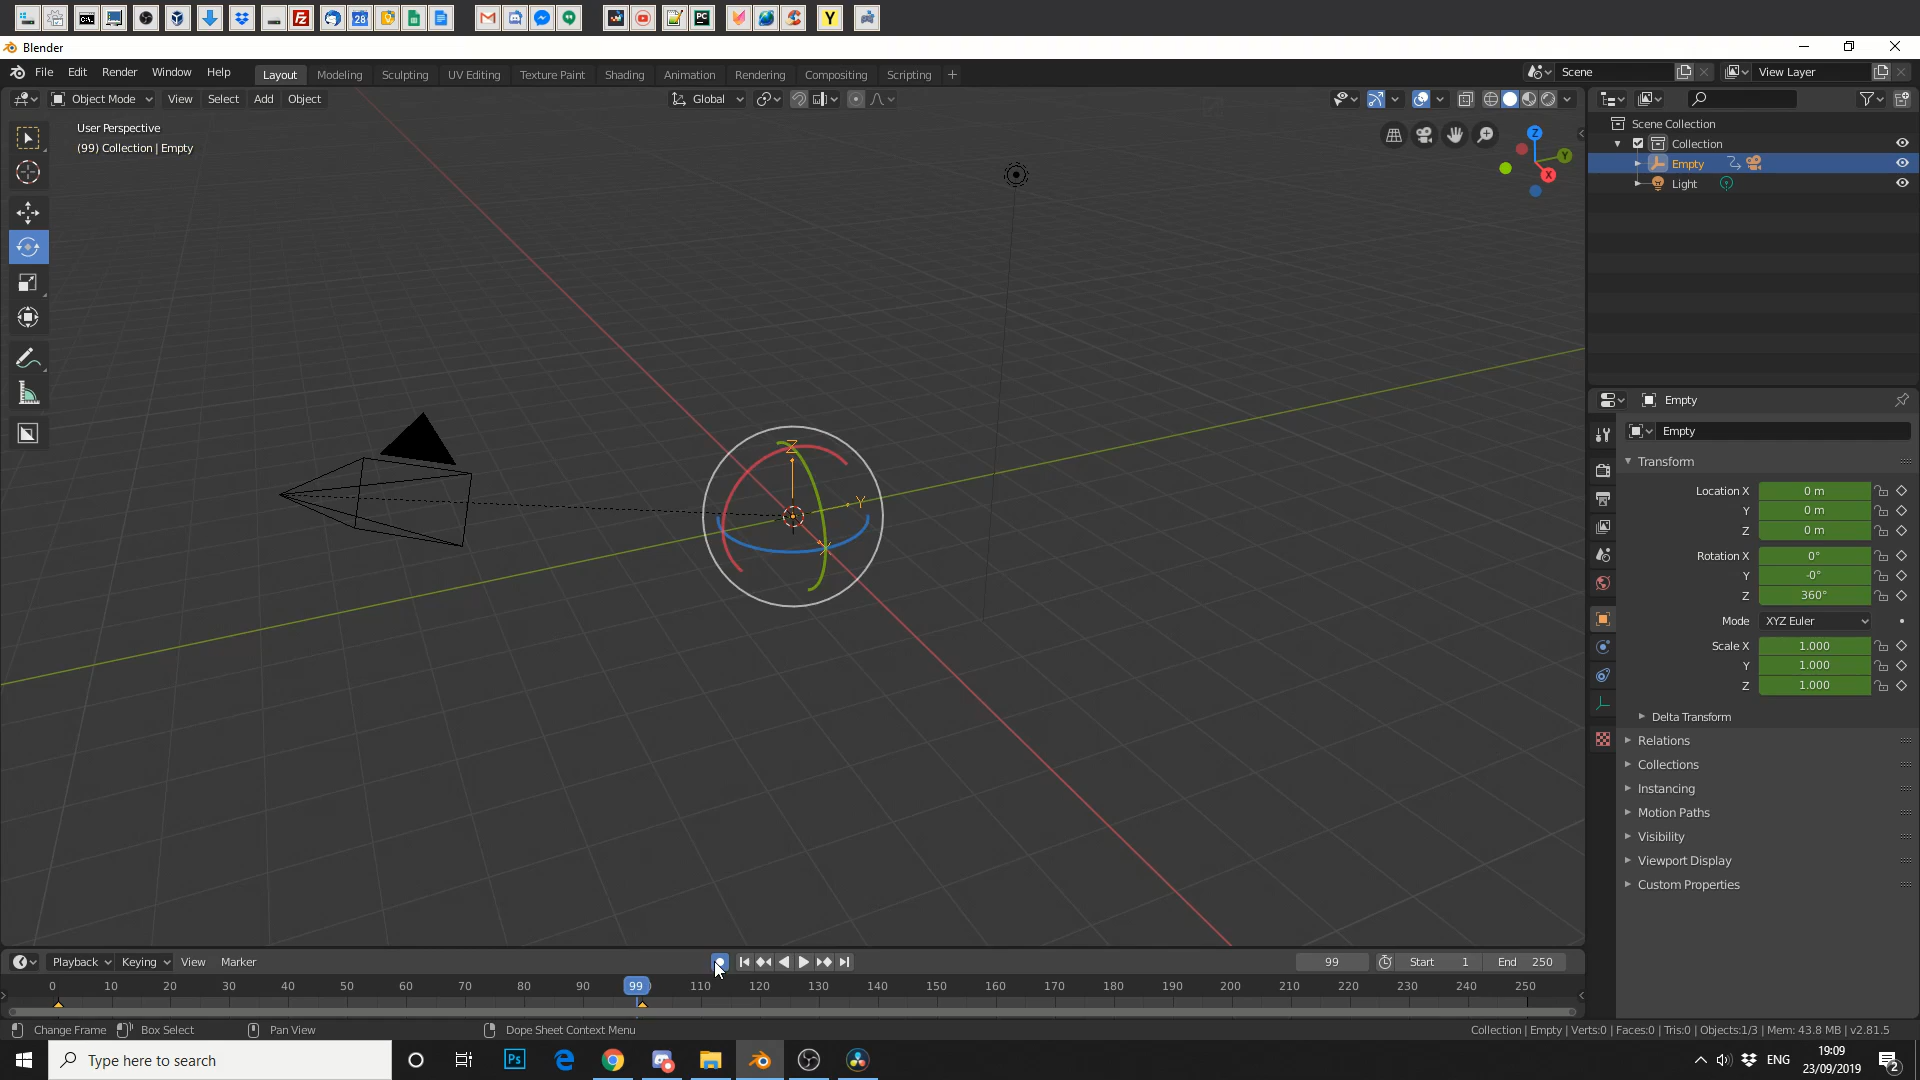 Blender
File Edit Render Window Help Layout Modeling Sculpting UV Editing Texture Paint Shading Animation Rendering Compositing Scripting + Scene View Layer
Object Mode View Select Add Object Global
User Perspective
(99) Collection | Empty
Scene Collection
Collection
Empty
Light
Z
Y
X
Z
Y
X
Empty
Empty
Transform
Location X 0 m
Y 0 m
Z 0 m
Rotation X 0°
Y -0°
Z 360°
Mode XYZ Euler
Scale X 1.000
Y 1.000
Z 1.000
Delta Transform
Relations
Collections
Instancing
Motion Paths
Visibility
Viewport Display
Custom Properties
Playback Keying View Marker 99 Start 1 End 250
0 10 20 30 40 50 60 70 80 90 99 110 120 130 140 150 160 170 180 190 200 210 220 230 240 250
Change Frame Box Select Pan View Dope Sheet Context Menu Collection | Empty | Verts:0 | Faces:0 | Tris:0 | Objects:1/3 | Mem: 43.8 MB | v2.81.5
Type here to search Ps ENG 19:09
23/09/2019 2